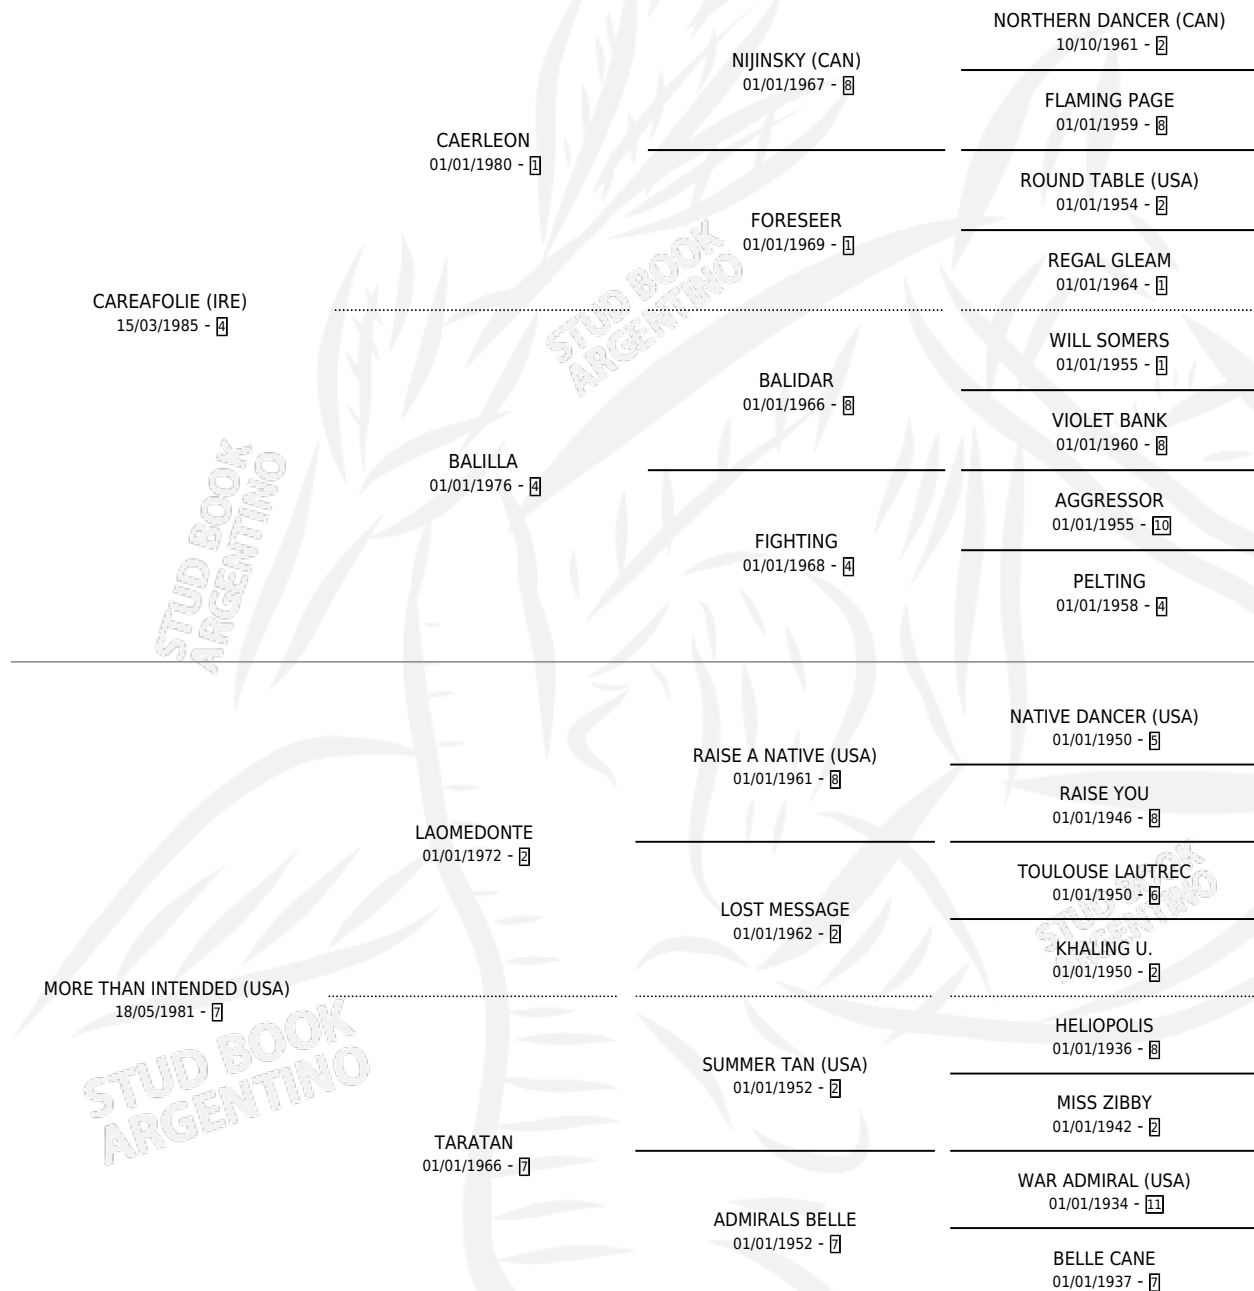 NORTHERN DANCER (CAN)
10/10/1961 - 2
NIJINSKY (CAN)
01/01/1967 - 8
FLAMING PAGE
01/01/1959 - 8
CAERLEON
01/01/1980 - 1
ROUND TABLE (USA)
01/01/1954 - 2
FORESEER
01/01/1969 - 1
REGAL GLEAM
01/01/1964 - 1
CAREAFOLIE (IRE)
15/03/1985 - 4
STUD BOOK
ARGENTINO
WILL SOMERS
01/01/1955 - 1
BALIDAR
01/01/1966 - 8
VIOLET BANK
01/01/1960 - 8
BALILLA
01/01/1976 - 4
AGGRESSOR
01/01/1955 - 10
FIGHTING
01/01/1968 - 4
PELTING
01/01/1958 - 4
STUD BOOK
ARGENTINO
NATIVE DANCER (USA)
01/01/1950 - 5
RAISE A NATIVE (USA)
01/01/1961 - 8
RAISE YOU
01/01/1946 - 8
LAOMEDONTE
01/01/1972 - 2
TOULOUSE LAUTREC
01/01/1950 - 6
LOST MESSAGE
01/01/1962 - 2
STUD BOOK
ARGENTINO
KHALING U.
01/01/1950 - 2
MORE THAN INTENDED (USA)
18/05/1981 - 7
HELIOPOLIS
01/01/1936 - 8
SUMMER TAN (USA)
01/01/1952 - 2
MISS ZIBBY
01/01/1942 - 2
STUD BOOK
ARGENTINO
TARATAN
01/01/1966 - 7
WAR ADMIRAL (USA)
01/01/1934 - 11
ADMIRALS BELLE
01/01/1952 - 7
BELLE CANE
01/01/1937 - 7